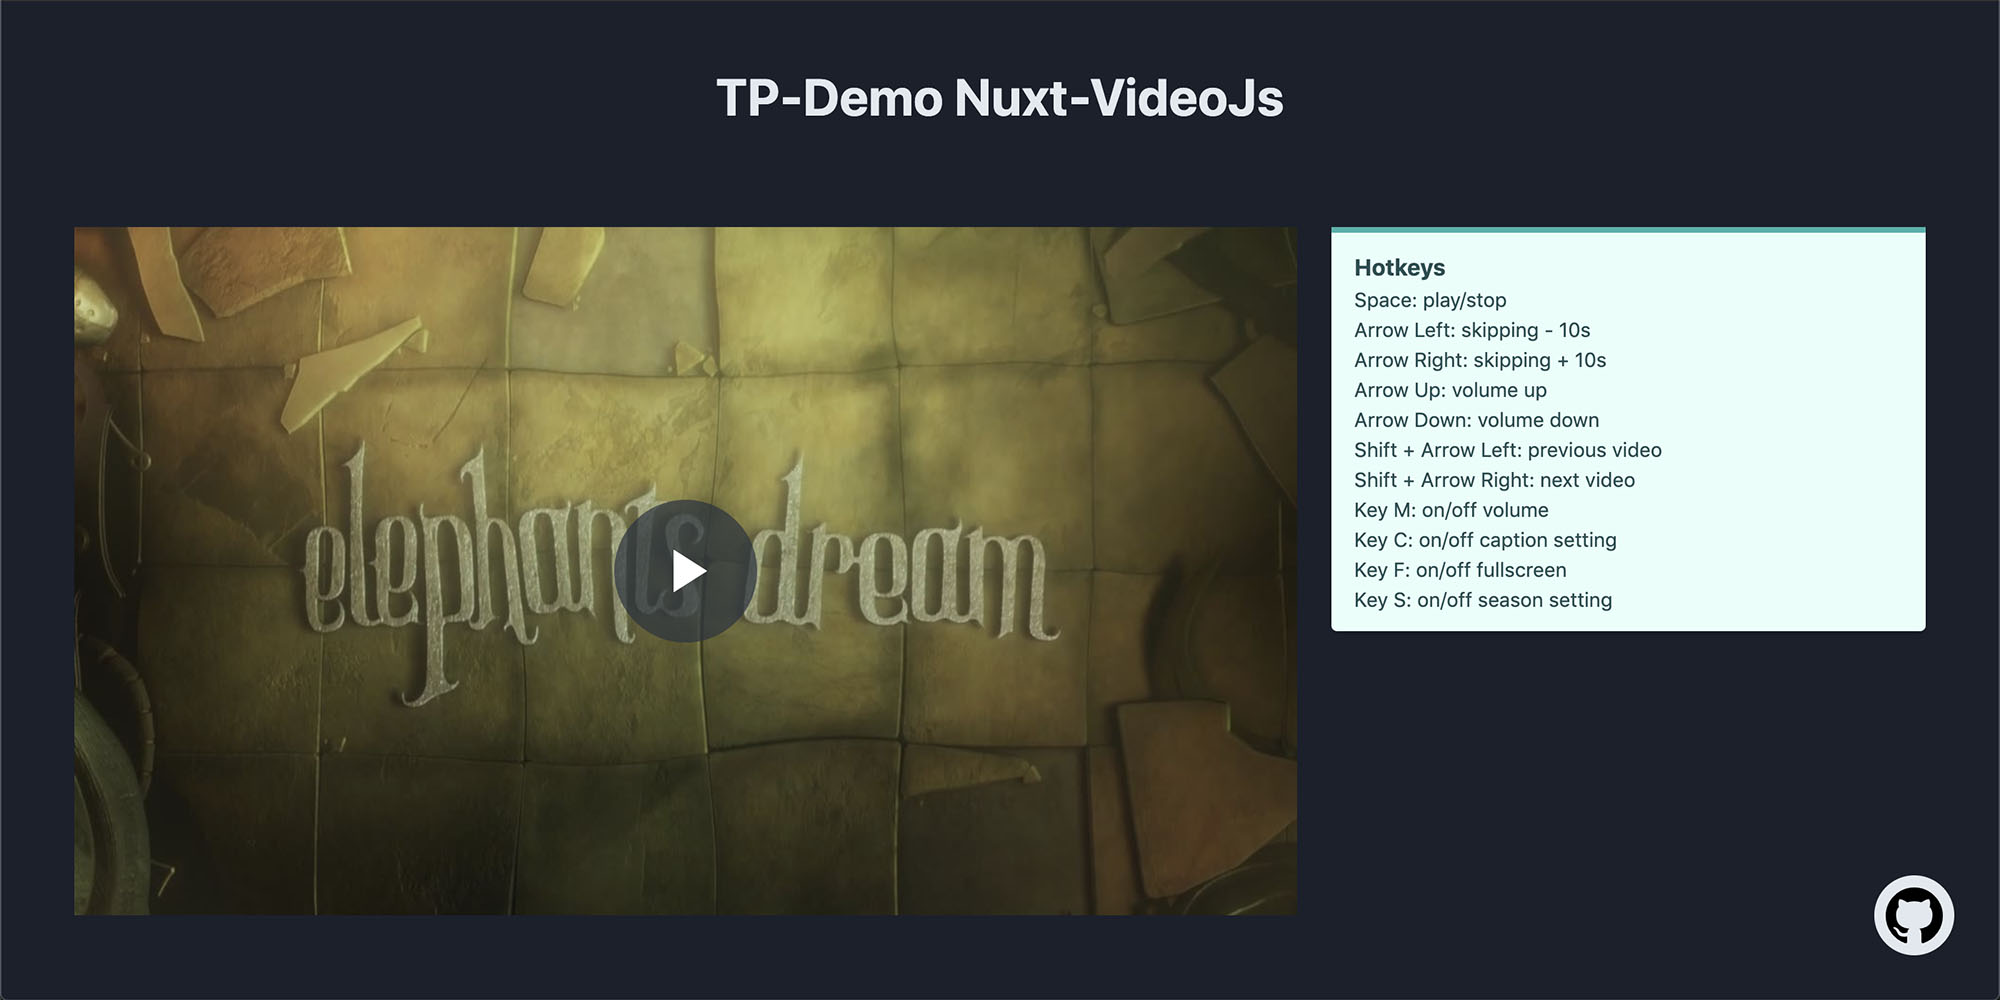 TP-Demo Nuxt-VideoJs
elephants dream
Hotkeys
Space: play/stop
Arrow Left: skipping - 10s
Arrow Right: skipping + 10s
Arrow Up: volume up
Arrow Down: volume down
Shift + Arrow Left: previous video
Shift + Arrow Right: next video
Key M: on/off volume
Key C: on/off caption setting
Key F: on/off fullscreen
Key S: on/off season setting